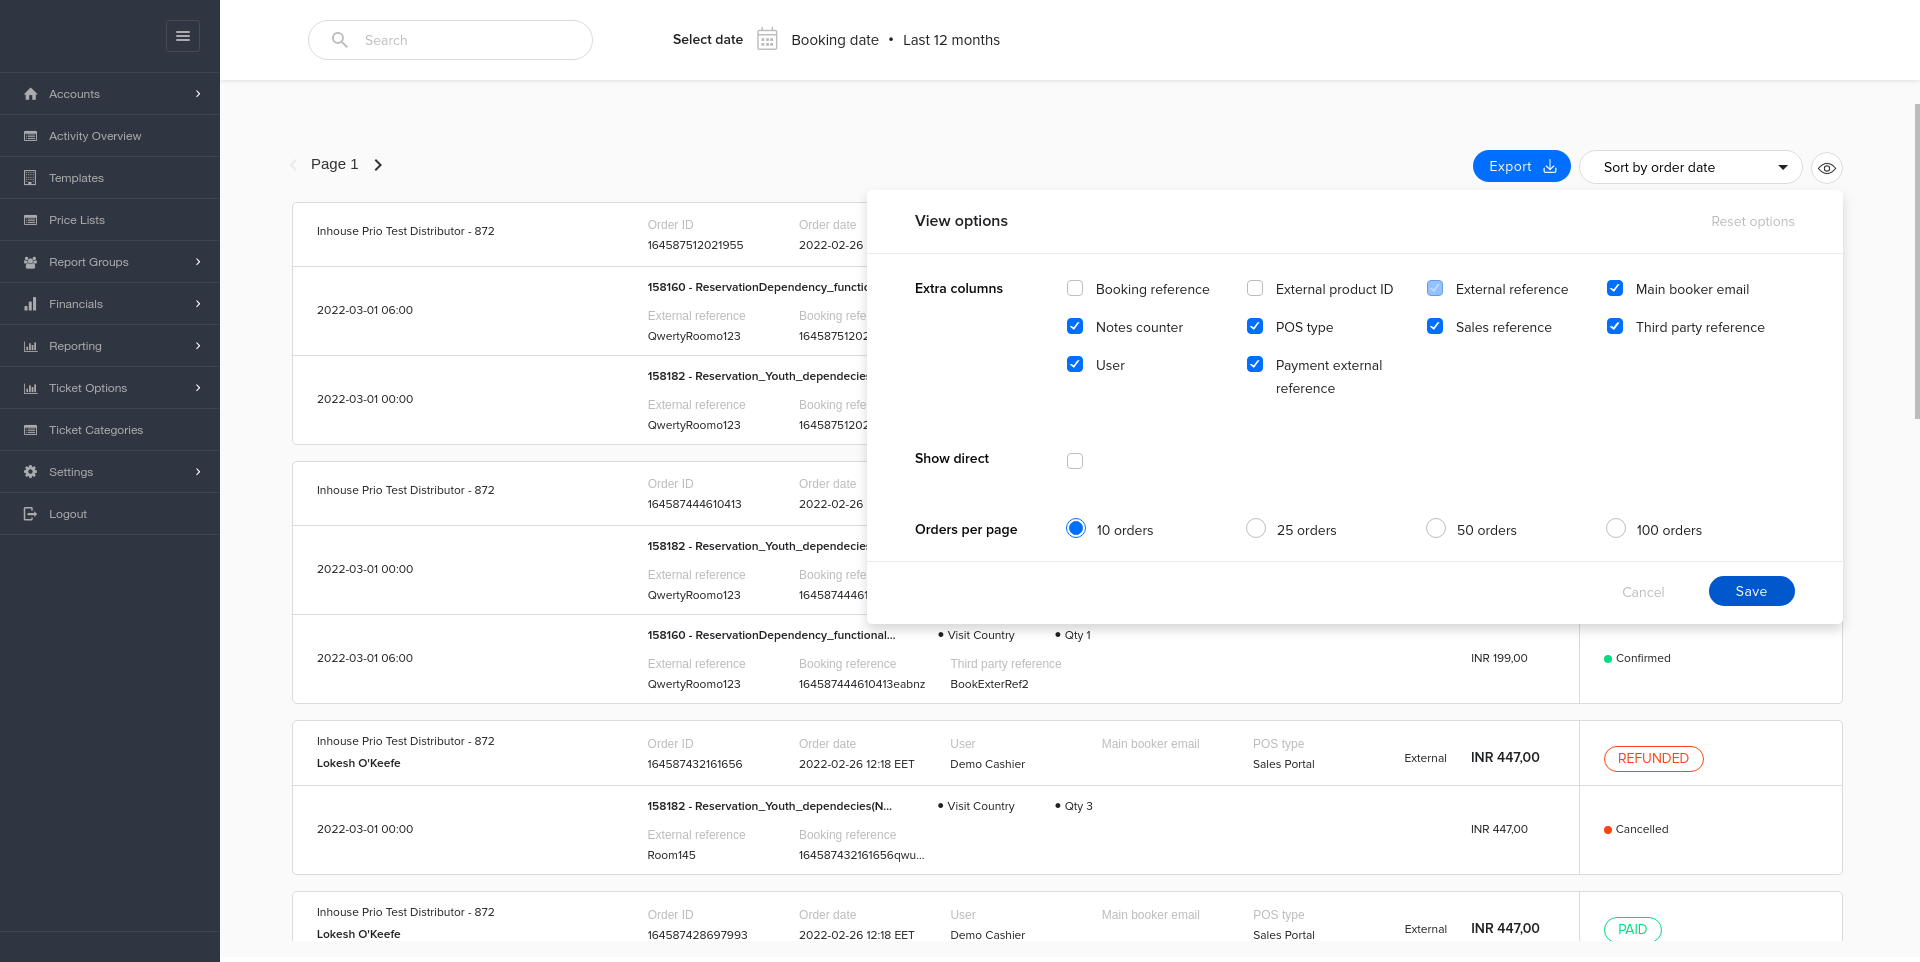 Search
Select date
Booking date • Last 12 months
Accounts
Activity Overview
Templates
Price Lists
Report Groups
Financials
Reporting
Ticket Options
Ticket Categories
Settings
Logout
Page 1
Export
Sort by order date
View options
Reset options
Extra columns
Booking reference
External product ID
External reference
Main booker email
Notes counter
POS type
Sales reference
Third party reference
User
Payment external
reference
Show direct
Orders per page
10 orders
25 orders
50 orders
100 orders
Cancel
Save
Inhouse Prio Test Distributor - 872
Order ID
164587512021955
Order date
2022-02-26
2022-03-01 06:00
158160 - ReservationDependency_functio
External reference
QwertyRoomo123
Booking refe
16458751202
2022-03-01 00:00
158182 - Reservation_Youth_dependecies
External reference
QwertyRoomo123
Booking refe
16458751202
Inhouse Prio Test Distributor - 872
Order ID
164587444610413
Order date
2022-02-26
2022-03-01 00:00
158182 - Reservation_Youth_dependecies
External reference
QwertyRoomo123
Booking refe
16458744461
2022-03-01 06:00
158160 - ReservationDependency_functional...
• Visit Country
• Qty 1
External reference
QwertyRoomo123
Booking reference
164587444610413eabnz
Third party reference
BookExterRef2
INR 199,00
Confirmed
Inhouse Prio Test Distributor - 872
Lokesh O'Keefe
Order ID
164587432161656
Order date
2022-02-26 12:18 EET
User
Demo Cashier
Main booker email
POS type
Sales Portal
External
INR 447,00
REFUNDED
2022-03-01 00:00
158182 - Reservation_Youth_dependecies(N...
• Visit Country
• Qty 3
External reference
Room145
Booking reference
164587432161656qwu...
INR 447,00
Cancelled
Inhouse Prio Test Distributor - 872
Lokesh O'Keefe
Order ID
164587428697993
Order date
2022-02-26 12:18 EET
User
Demo Cashier
Main booker email
POS type
Sales Portal
External
INR 447,00
PAID